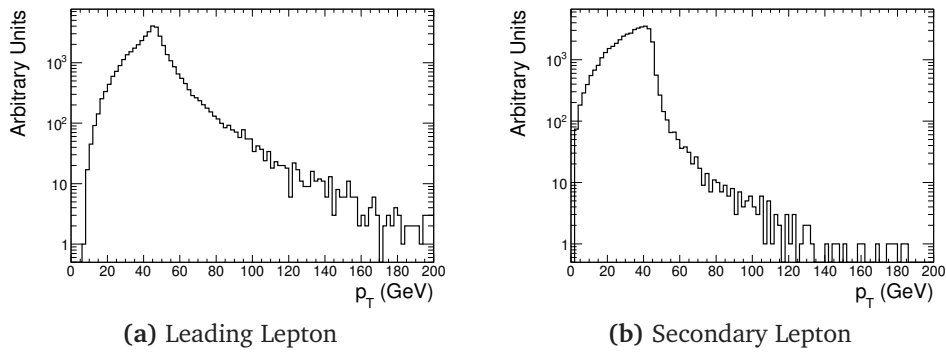 Arbitrary Units
10³
10²
10
1
0 20 40 60 80 100 120 140 160 180 200
p_T (GeV)
(a) Leading Lepton
Arbitrary Units
10³
10²
10
1
0 20 40 60 80 100 120 140 160 180 200
p_T (GeV)
(b) Secondary Lepton